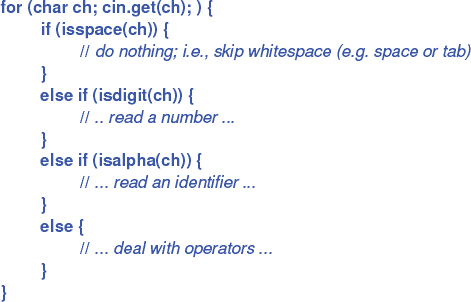 for (char ch; cin.get(ch); ) {
if (isspace(ch)) {
// do nothing; i.e., skip whitespace (e.g. space or tab)
}
else if (isdigit(ch)) {
// .. read a number ...
}
else if (isalpha(ch)) {
// ... read an identifier ...
}
else {
// ... deal with operators ...
}
}